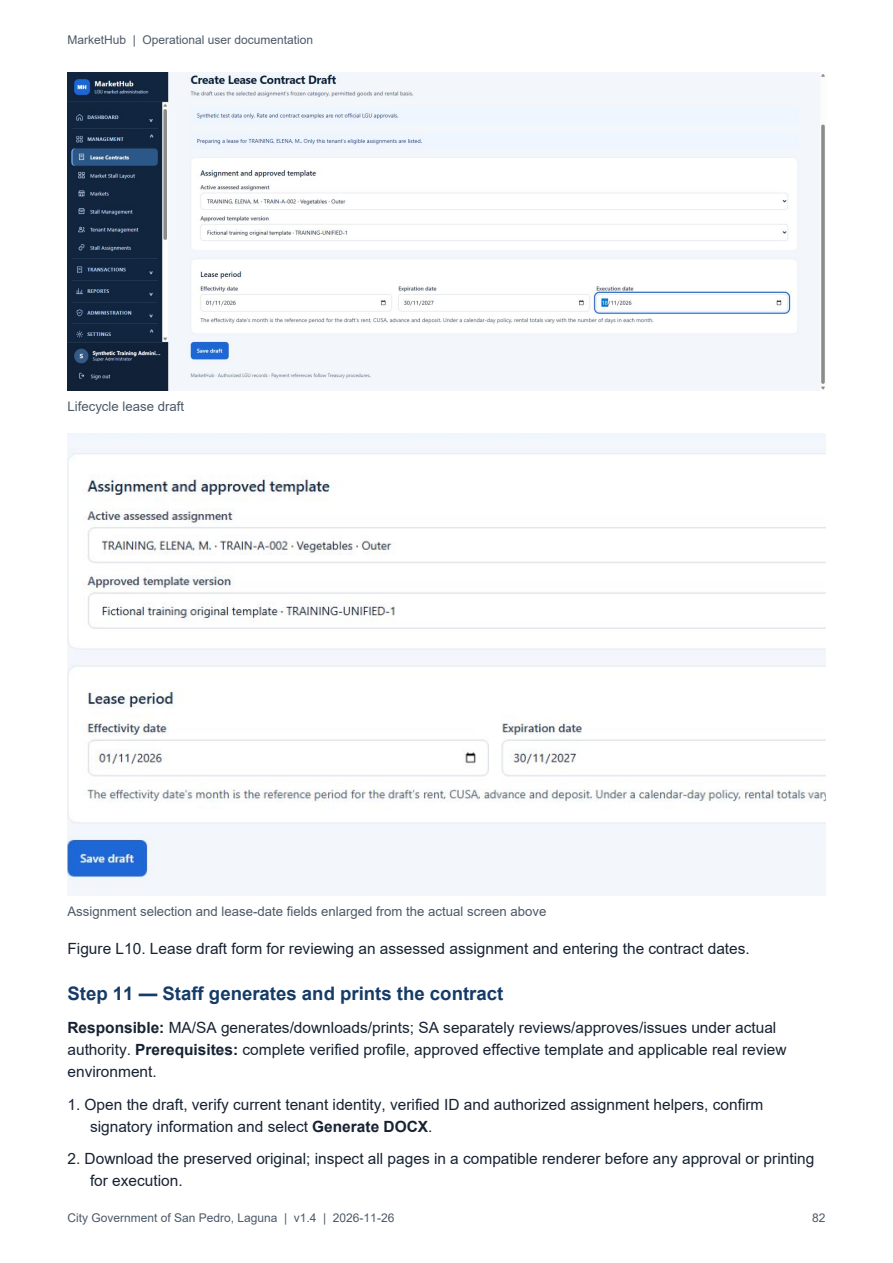 MarketHub | Operational user documentation
MH MarketHub
LGU market administration
DASHBOARD
MANAGEMENT
Lease Contracts
Market Stall Layout
Markets
Stall Management
Tenant Management
Stall Assignments
TRANSACTIONS
REPORTS
ADMINISTRATION
SETTINGS
S Synthetic Training Admini...
Super Administrator
Sign out
Create Lease Contract Draft
The draft uses the selected assignment's frozen category, permitted goods and rental basis.
Synthetic test data only. Rate and contract examples are not official LGU approvals.
Preparing a lease for TRAINING, ELENA, M.. Only this tenant's eligible assignments are listed.
Assignment and approved template
Active assessed assignment
TRAINING, ELENA, M. · TRAIN-A-002 · Vegetables · Outer
Approved template version
Fictional training original template · TRAINING-UNIFIED-1
Lease period
Effectivity date Expiration date Execution date
01/11/2026 30/11/2027 10/11/2026
The effectivity date's month is the reference period for the draft's rent, CUSA, advance and deposit. Under a calendar-day policy, rental totals vary with the number of days in each month.
Save draft
MarketHub · Authorized LGU records · Payment references follow Treasury procedures.
Lifecycle lease draft
Assignment and approved template
Active assessed assignment
TRAINING, ELENA, M. · TRAIN-A-002 · Vegetables · Outer
Approved template version
Fictional training original template · TRAINING-UNIFIED-1
Lease period
Effectivity date Expiration date
01/11/2026 30/11/2027
The effectivity date's month is the reference period for the draft's rent, CUSA, advance and deposit. Under a calendar-day policy, rental totals vary
Save draft
Assignment selection and lease-date fields enlarged from the actual screen above
Figure L10. Lease draft form for reviewing an assessed assignment and entering the contract dates.
Step 11 — Staff generates and prints the contract
Responsible: MA/SA generates/downloads/prints; SA separately reviews/approves/issues under actual
authority. Prerequisites: complete verified profile, approved effective template and applicable real review
environment.
1. Open the draft, verify current tenant identity, verified ID and authorized assignment helpers, confirm
signatory information and select Generate DOCX.
2. Download the preserved original; inspect all pages in a compatible renderer before any approval or printing
for execution.
City Government of San Pedro, Laguna | v1.4 | 2026-11-26 82